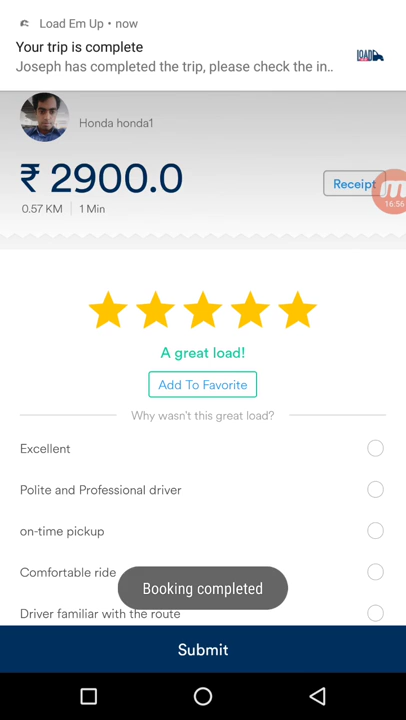 Load Em Up • now
Your trip is complete
Joseph has completed the trip, please check the in..
LOAD
Honda honda1
₹ 2900.0
Receipt
16:56
0.57 KM | 1 Min
A great load!
Add To Favorite
Why wasn't this great load?
Excellent
Polite and Professional driver
on-time pickup
Comfortable ride
Booking completed
Driver familiar with the route
Submit